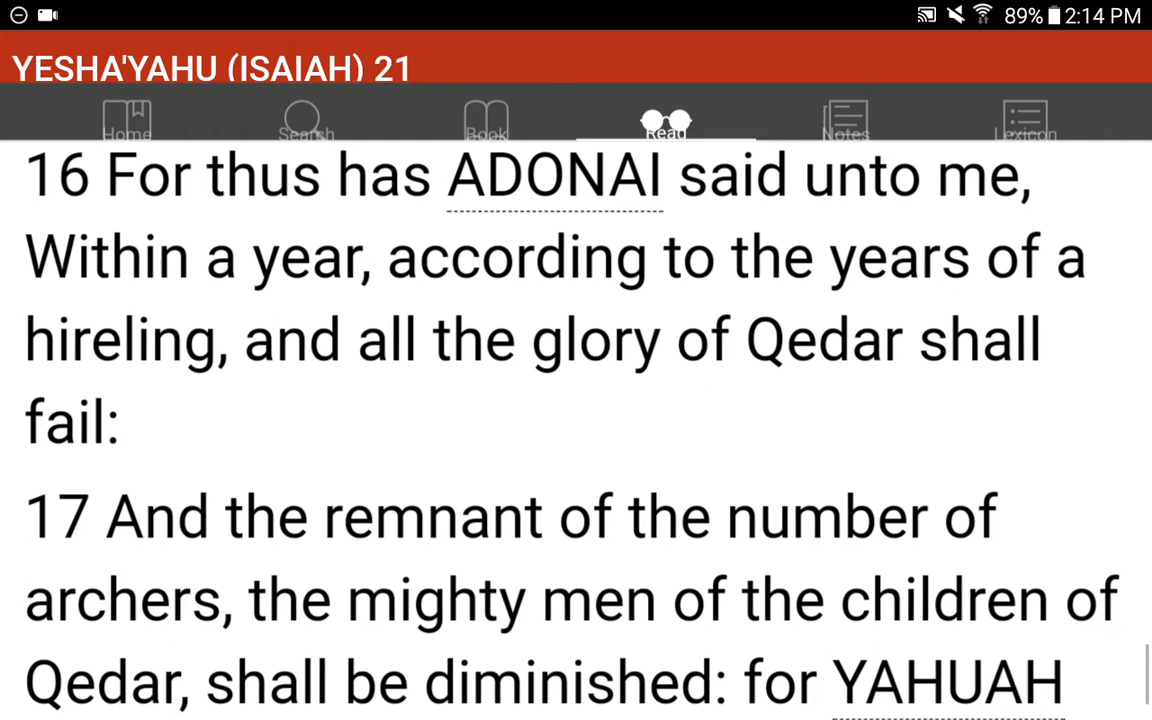 89% 2:14 PM
YESHA'YAHU (ISAIAH) 21
Home Search Book Read Notes Lexicon
16 For thus has ADONAI said unto me,
Within a year, according to the years of a
hireling, and all the glory of Qedar shall
fail:
17 And the remnant of the number of
archers, the mighty men of the children of
Qedar, shall be diminished: for YAHUAH